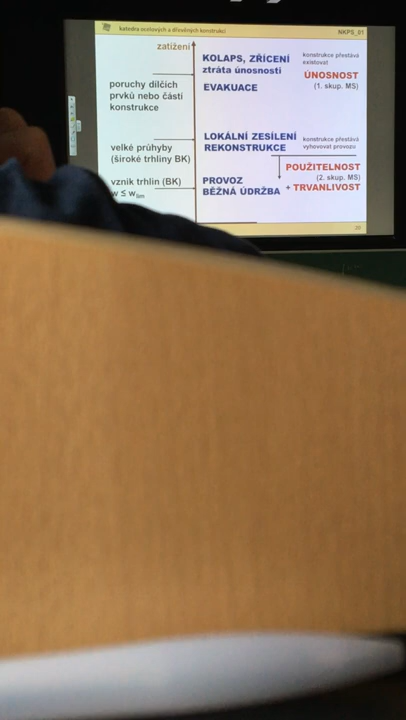 katedra ocelových a dřevěných konstrukcí
NKPS_01
zatížení
KOLAPS, ZŘÍCENÍ
ztráta únosnosti
konstrukce přestává
existovat
ÚNOSNOST
(1. skup. MS)
poruchy dílčích
prvků nebo částí
konstrukce
EVAKUACE
LOKÁLNÍ ZESÍLENÍ
REKONSTRUKCE
konstrukce přestává
vyhovovat provozu
velké průhyby
(široké trhliny BK)
POUŽITELNOST
(2. skup. MS)
+ TRVANLIVOST
vznik trhlin (BK)
w ≤ wlim
PROVOZ
BĚŽNÁ ÚDRŽBA